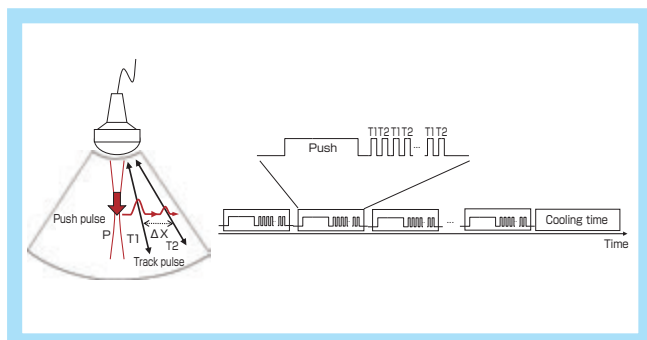 T1T2T1T2 ... T1T2
Push
Push pulse
P
T1
ΔX
T2
Track pulse
...
Cooling time
Time